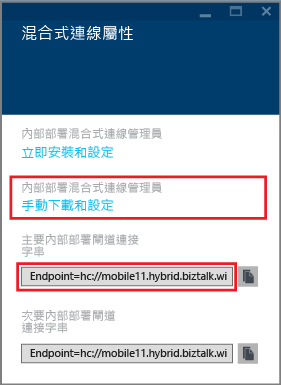 混合式連線屬性
內部部署混合式連線管理員
立即安裝和設定
內部部署混合式連線管理員
手動下載和設定
主要內部部署閘道連接
字串
Endpoint=hc://mobile11.hybrid.biztalk.wi
次要內部部署閘道
連接字串
Endpoint=hc://mobile11.hybrid.biztalk.wi